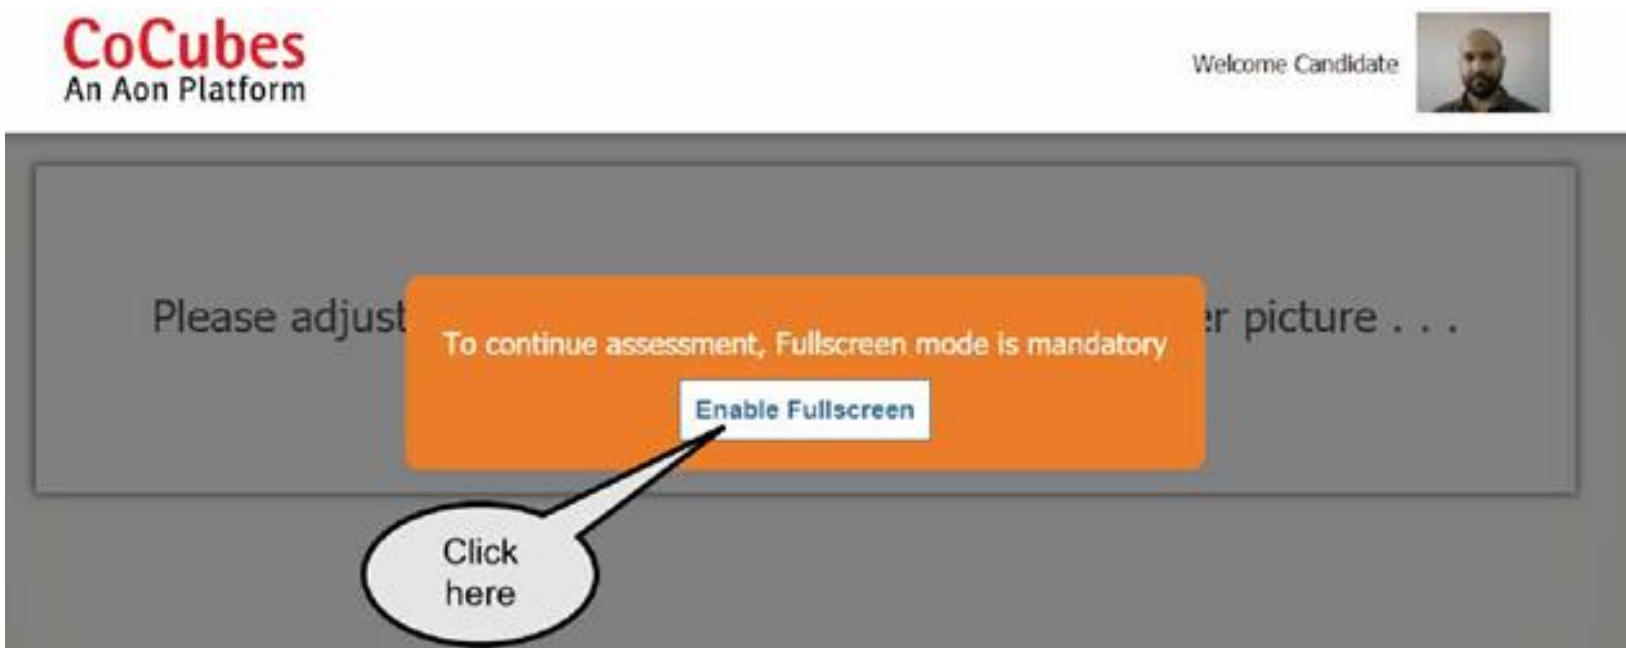 CoCubes
An Aon Platform
Welcome Candidate
Please adjust er picture . . .
To continue assessment, Fullscreen mode is mandatory
Enable Fullscreen
Click
here